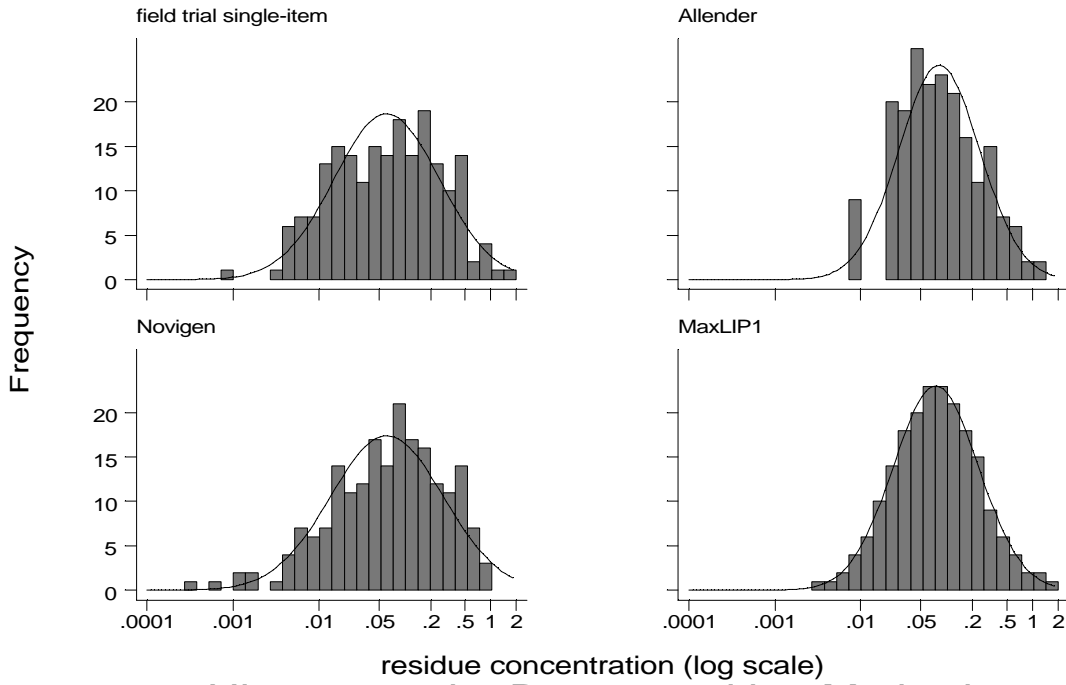 field trial single-item
Allender
20
15
10
5
0
Frequency
Novigen
MaxLIP1
20
15
10
5
0
.0001 .001 .01 .05 .2 .5 1 2
.0001 .001 .01 .05 .2 .5 1 2
residue concentration (log scale)